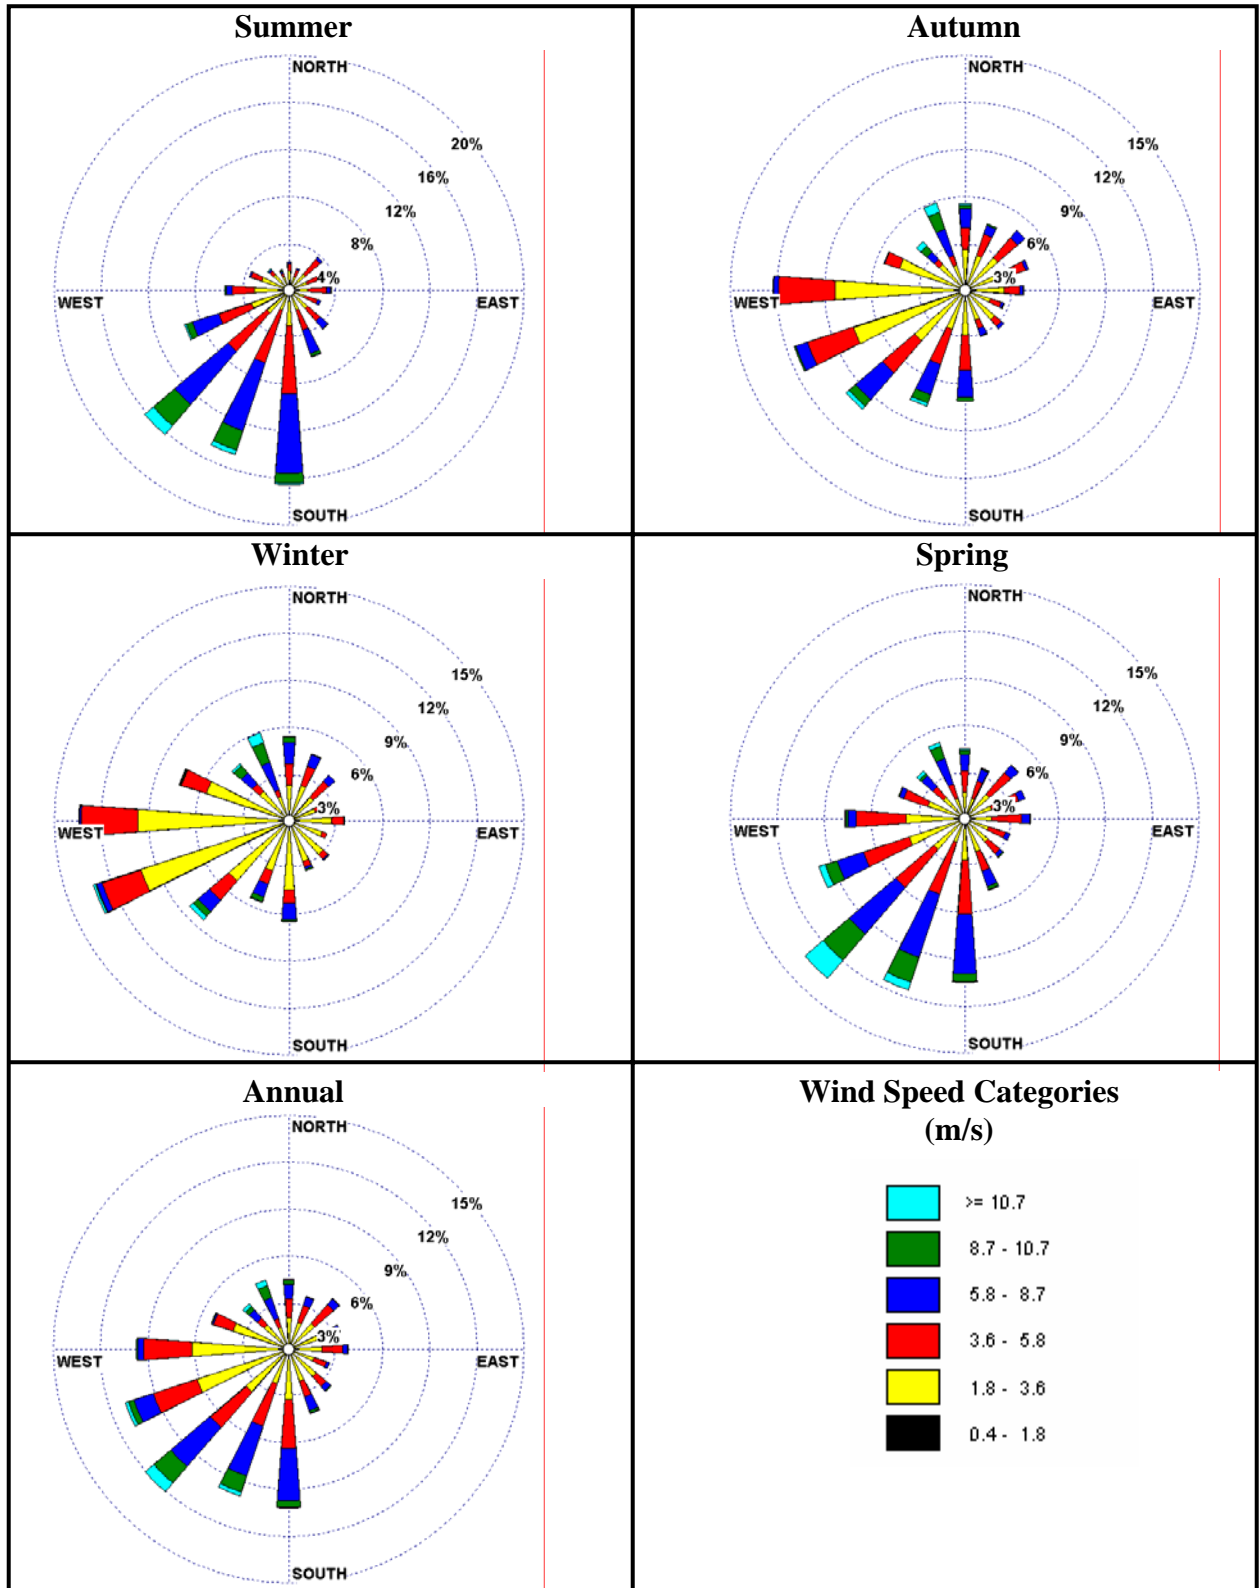 Summer
NORTH
20%
16%
12%
8%
4%
WEST
EAST
SOUTH
Autumn
NORTH
15%
12%
9%
6%
3%
WEST
EAST
SOUTH
Winter
NORTH
15%
12%
9%
6%
3%
WEST
EAST
SOUTH
Spring
NORTH
15%
12%
9%
6%
3%
WEST
EAST
SOUTH
Annual
NORTH
15%
12%
9%
6%
3%
WEST
EAST
SOUTH
Wind Speed Categories
(m/s)
>= 10.7
8.7 - 10.7
5.8 - 8.7
3.6 - 5.8
1.8 - 3.6
0.4 - 1.8